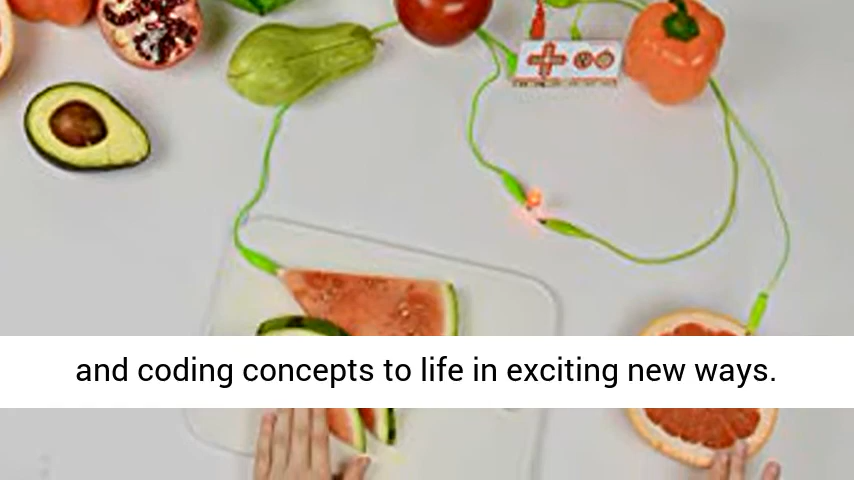 and coding concepts to life in exciting new ways.